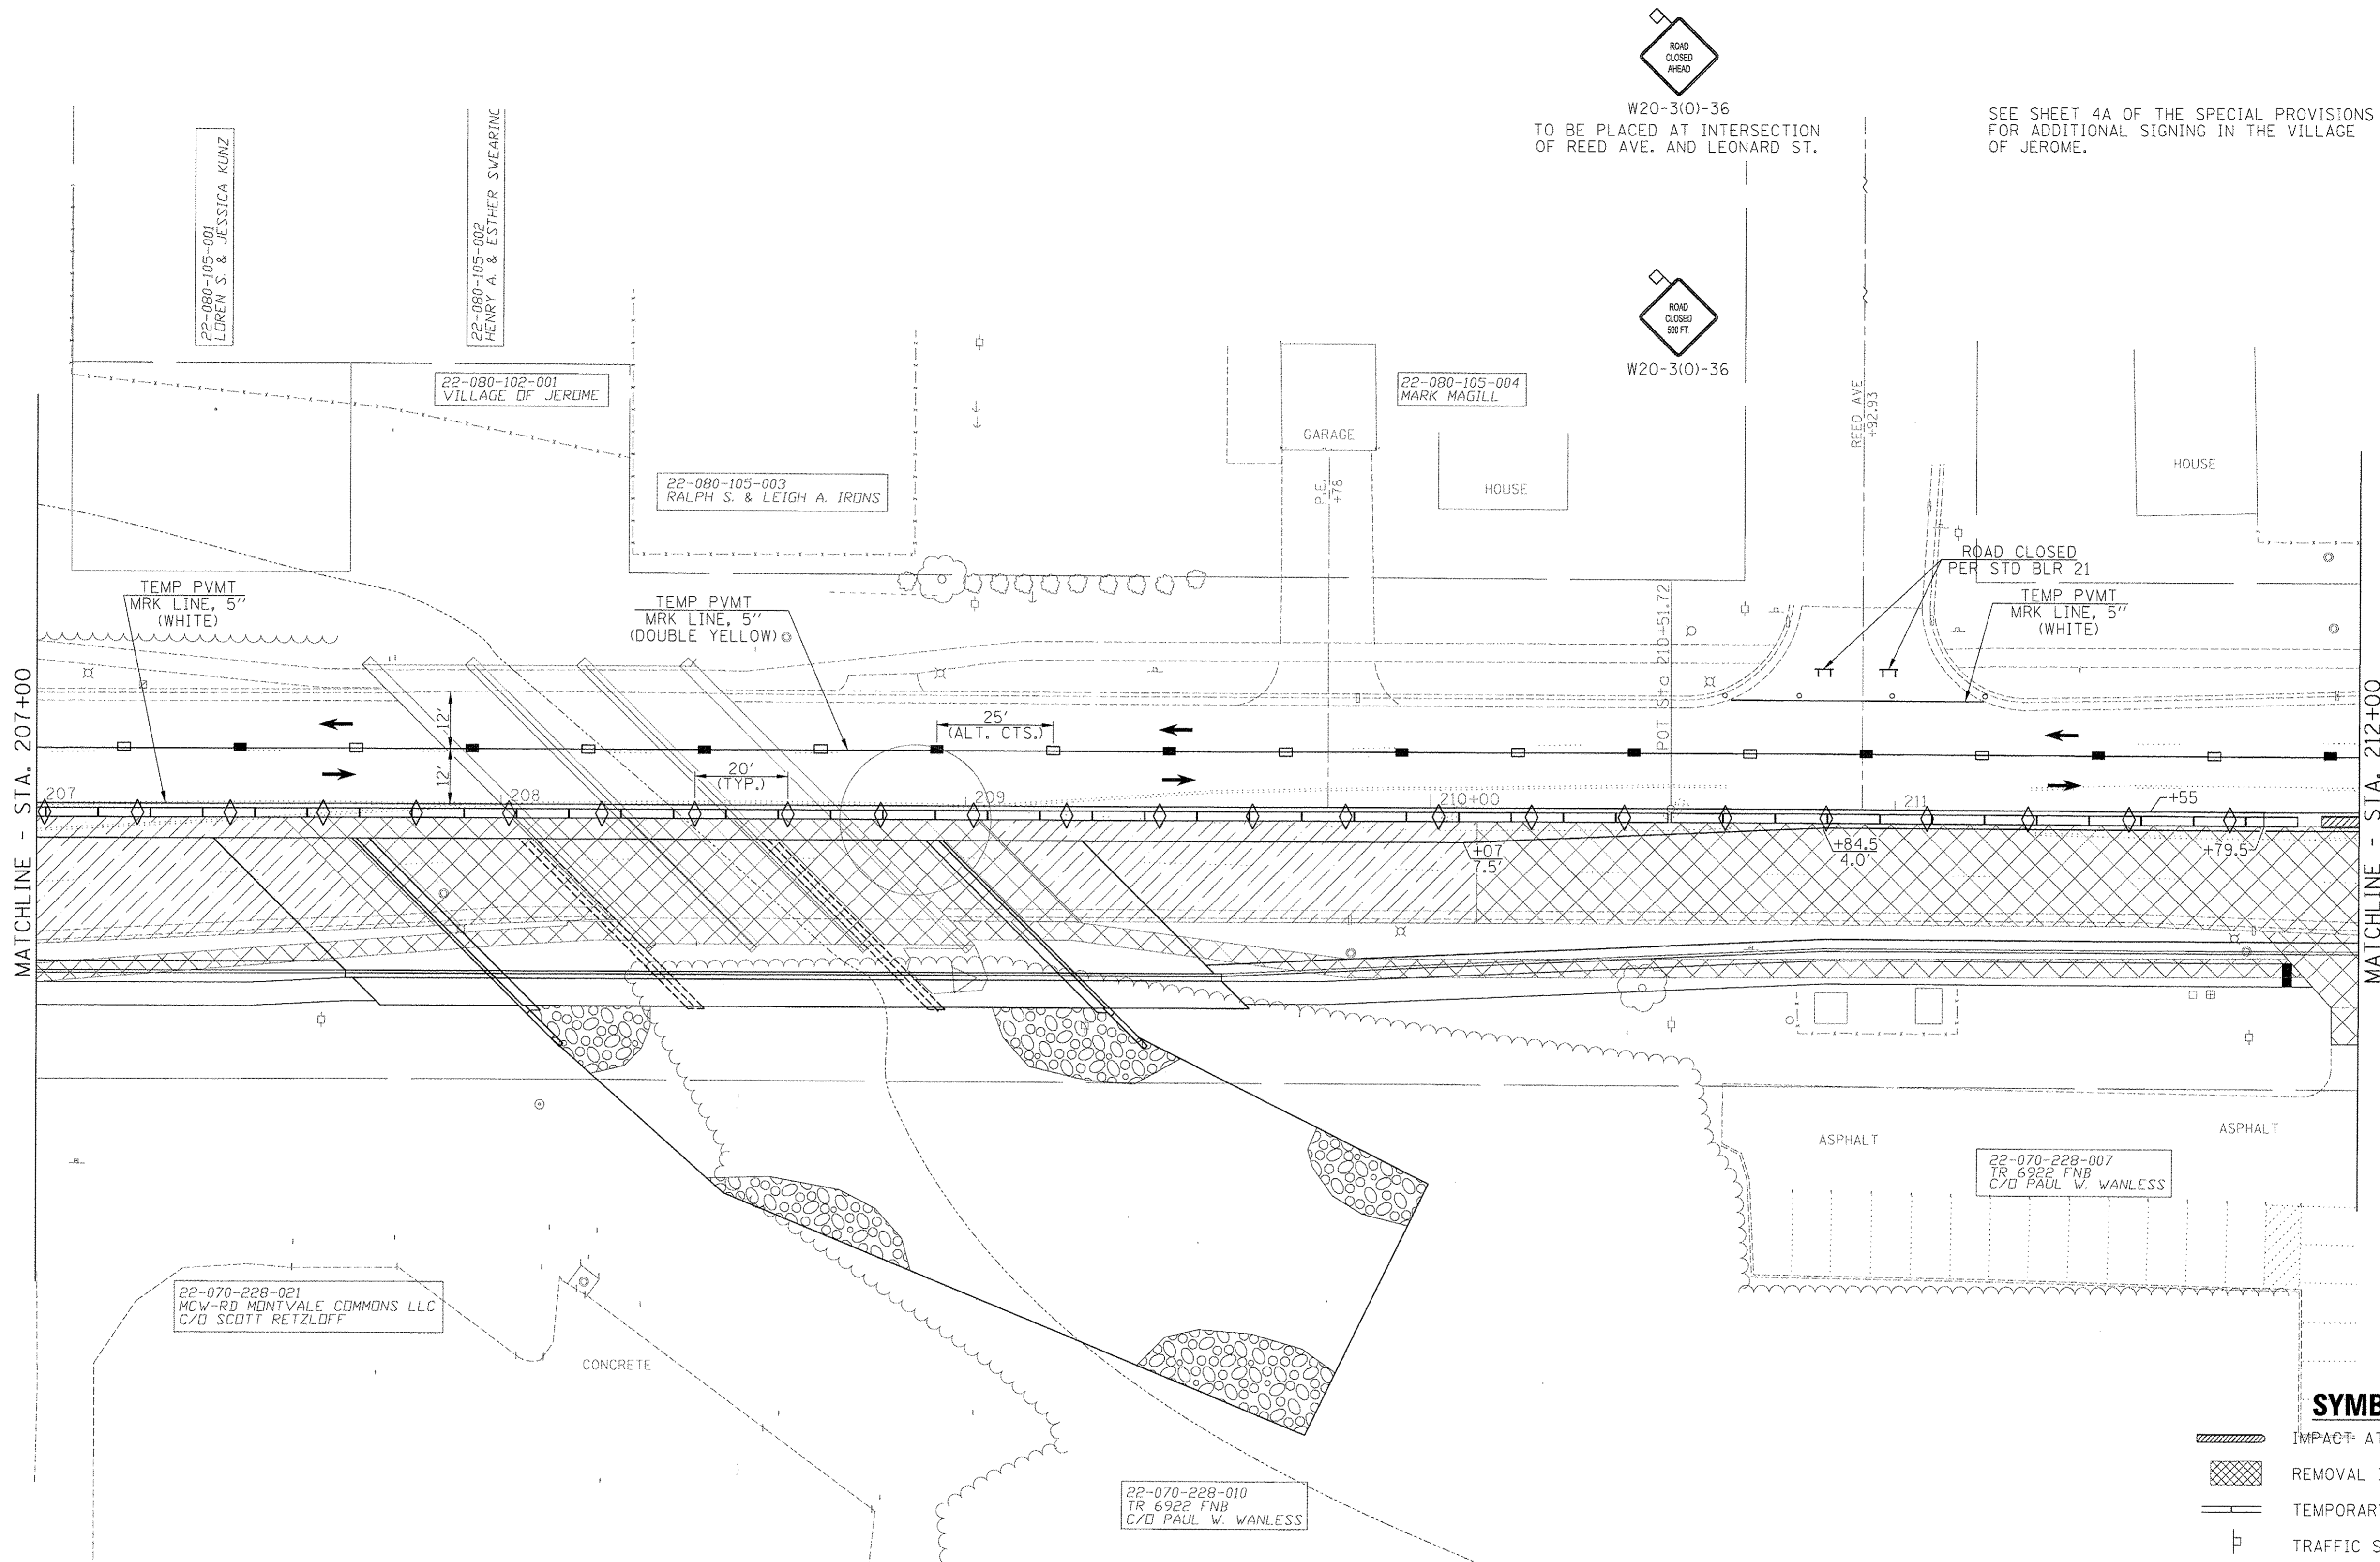 ROAD
CLOSED
AHEAD
W20-3(O)-36
TO BE PLACED AT INTERSECTION
OF REED AVE. AND LEONARD ST.
SEE SHEET 4A OF THE SPECIAL PROVISIONS
FOR ADDITIONAL SIGNING IN THE VILLAGE
OF JEROME.
22-080-105-001
LOREN S. & JESSICA KUNZ
22-080-105-002
HENRY A. & ESTHER SWEARING
ROAD
CLOSED
500 FT.
W20-3(O)-36
22-080-102-001
VILLAGE OF JEROME
22-080-105-004
MARK MAGILL
REED AVE
+92.93
GARAGE
HOUSE
HOUSE
P.E.
+78
22-080-105-003
RALPH S. & LEIGH A. IRONS
ROAD CLOSED
PER STD BLR 21
TEMP PVMT
MRK LINE, 5"
(WHITE)
TEMP PVMT
MRK LINE, 5"
(DOUBLE YELLOW)
TEMP PVMT
MRK LINE, 5"
(WHITE)
POT Sta 210+51.72
MATCHLINE - STA. 207+00
MATCHLINE - STA. 212+00
12'
12'
25'
(ALT. CTS.)
20'
(TYP.)
207
208
209
210+00
211
+55
+07
7.5'
+84.5
4.0'
+79.5
ASPHALT
ASPHALT
22-070-228-007
TR 6922 FNB
C/O PAUL W. WANLESS
22-070-228-021
MCW-RD MONTVALE COMMONS LLC
C/O SCOTT RETZLOFF
CONCRETE
22-070-228-010
TR 6922 FNB
C/O PAUL W. WANLESS
SYMB
IMPACT AT
REMOVAL
TEMPORAR
TRAFFIC S